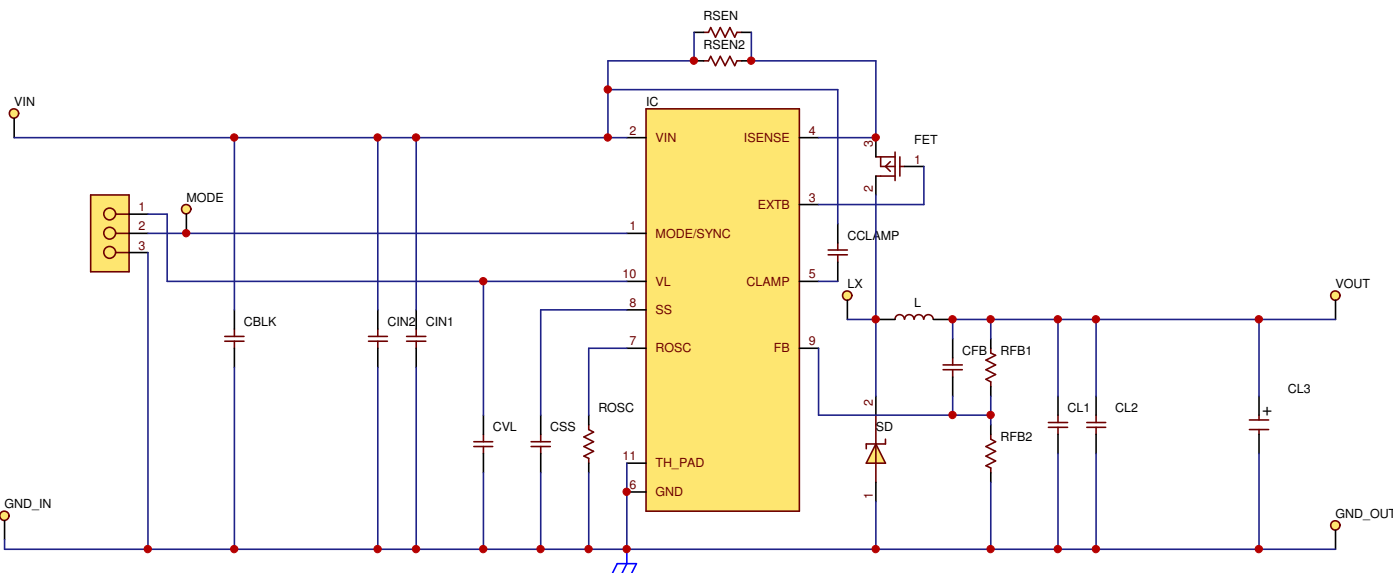 RSEN
RSEN2
IC
VIN
2 VIN
ISENSE 4
3
FET
1
2
EXTB 3
MODE
1
2
3
1 MODE/SYNC
CCLAMP
10 VL
CLAMP 5
LX
L
VOUT
8 SS
CBLK
CIN2
CIN1
7 ROSC
FB 9
CFB
RFB1
CL3
+
2
ROSC
CL1
CL2
CVL
CSS
SD
RFB2
11 TH_PAD
6 GND
1
GND_IN
GND_OUT